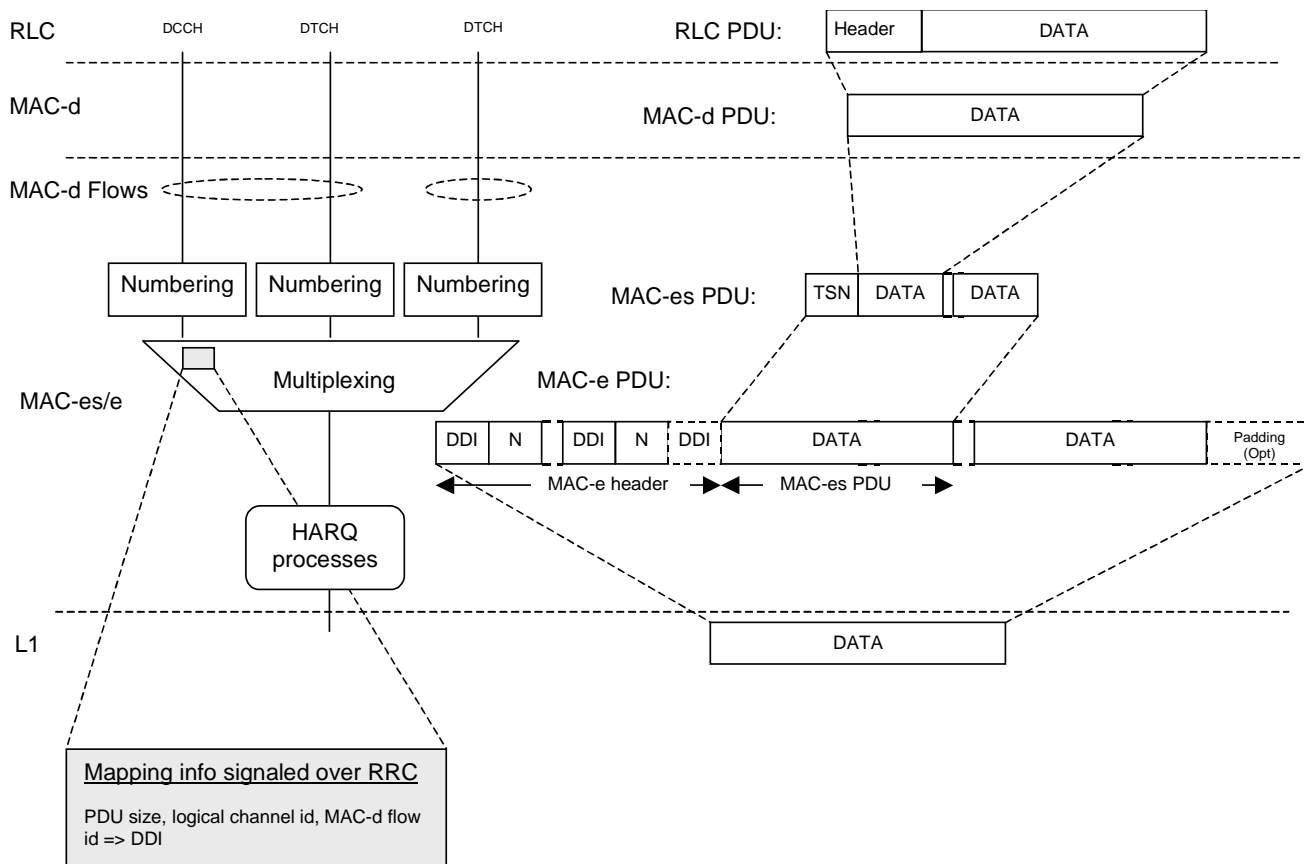 RLC
DCCH
DTCH
DTCH
RLC PDU:
Header
DATA
MAC-d
MAC-d PDU:
DATA
MAC-d Flows
Numbering
Numbering
Numbering
MAC-es PDU:
TSN
DATA
DATA
Multiplexing
MAC-e PDU:
MAC-es/e
DDI
N
DDI
N
DDI
DATA
DATA
Padding
(Opt)
MAC-e header
MAC-es PDU
HARQ
processes
L1
DATA
Mapping info signaled over RRC
PDU size, logical channel id, MAC-d flow
id => DDI